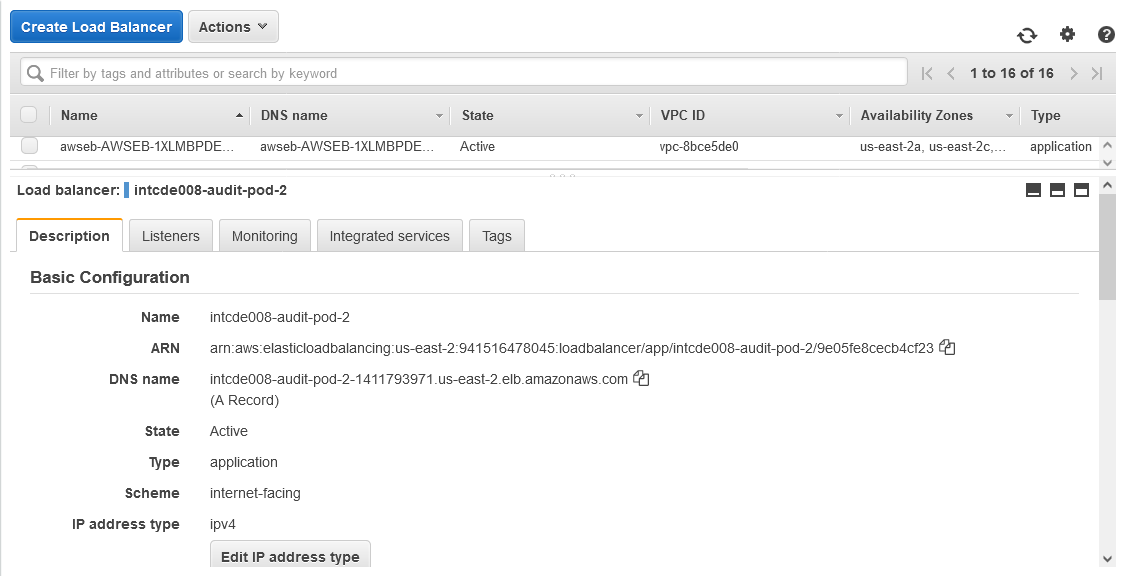 Create Load Balancer Actions
Filter by tags and attributes or search by keyword 1 to 16 of 16
Name DNS name State VPC ID Availability Zones Type
awseb-AWSEB-1XLMBPDE... awseb-AWSEB-1XLMBPDE... Active vpc-8bce5de0 us-east-2a, us-east-2c,... application
Load balancer: intcde008-audit-pod-2
Description Listeners Monitoring Integrated services Tags
Basic Configuration
Name intcde008-audit-pod-2
ARN arn:aws:elasticloadbalancing:us-east-2:941516478045:loadbalancer/app/intcde008-audit-pod-2/9e05fe8cecb4cf23
DNS name intcde008-audit-pod-2-1411793971.us-east-2.elb.amazonaws.com
(A Record)
State Active
Type application
Scheme internet-facing
IP address type ipv4
Edit IP address type